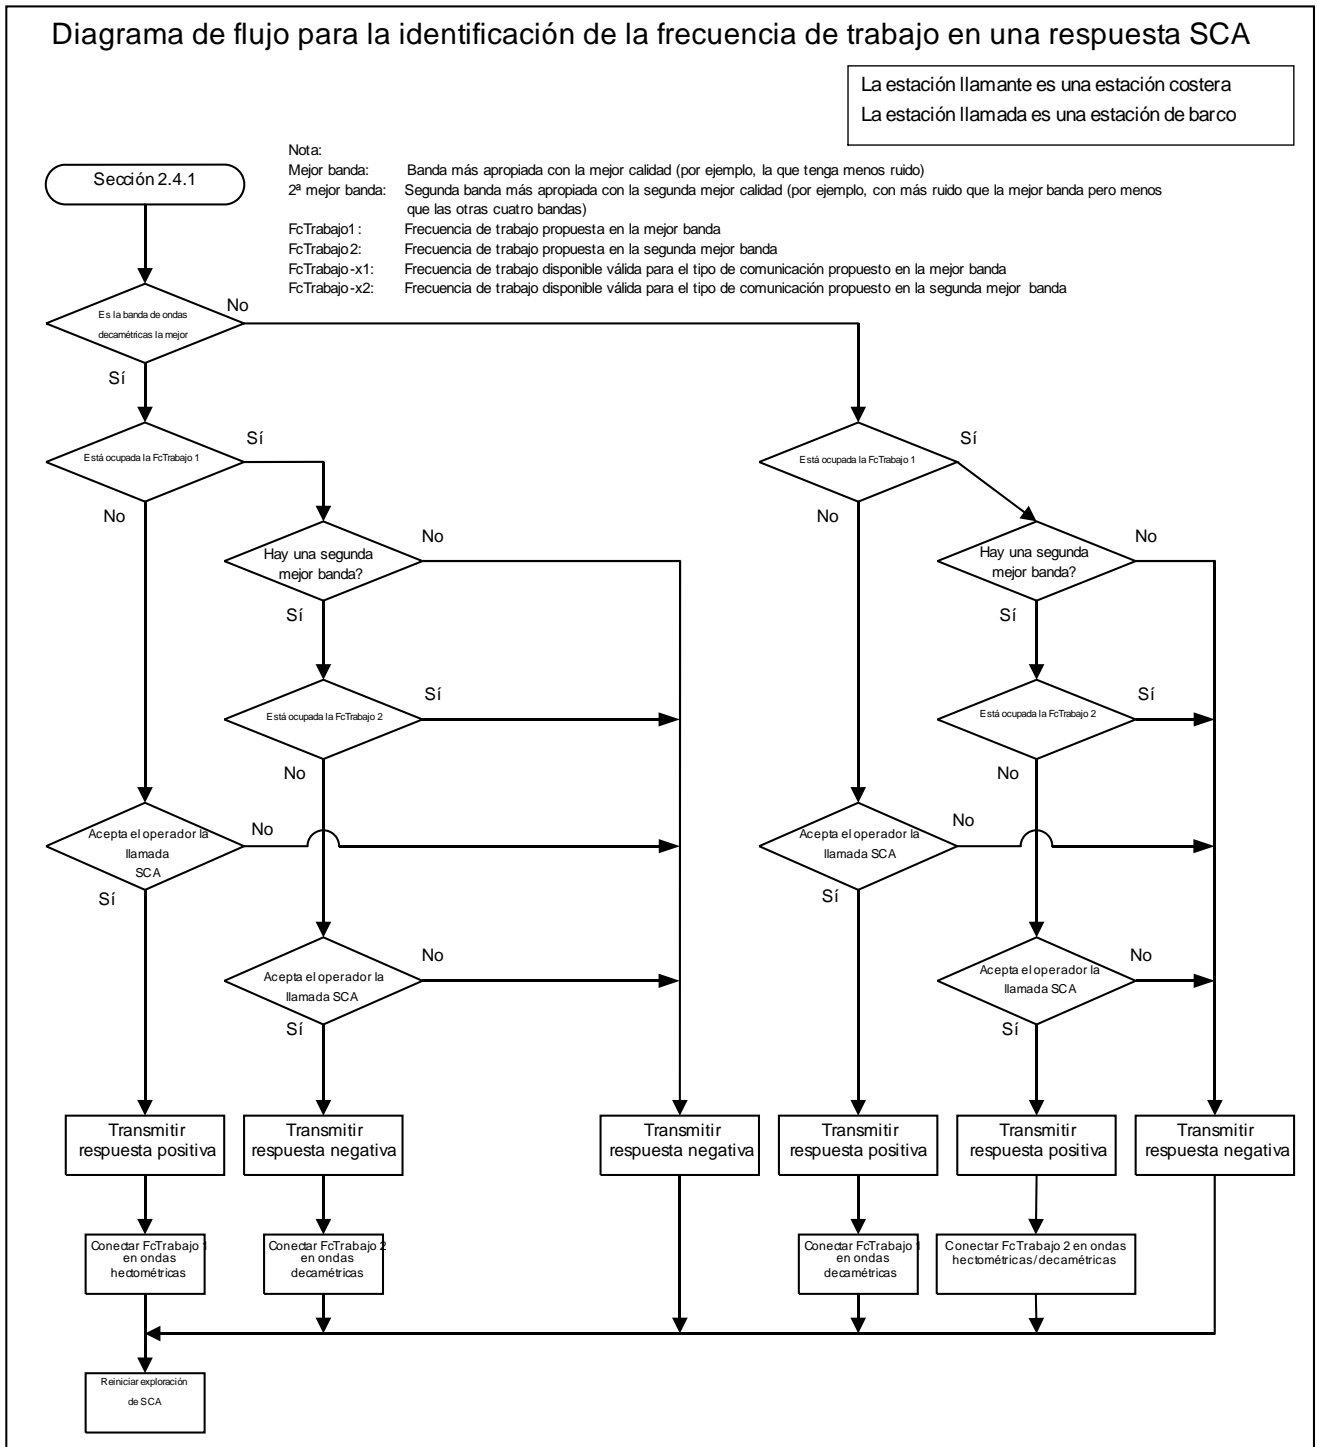 Diagrama de flujo para la identificación de la frecuencia de trabajo en una respuesta SCA
La estación llamante es una estación costera
La estación llamada es una estación de barco
Nota:
Mejor banda: Banda más apropiada con la mejor calidad (por ejemplo, la que tenga menos ruido)
2ª mejor banda: Segunda banda más apropiada con la segunda mejor calidad (por ejemplo, con más ruido que la mejor banda pero menos
que las otras cuatro bandas)
FcTrabajo1: Frecuencia de trabajo propuesta en la mejor banda
FcTrabajo2: Frecuencia de trabajo propuesta en la segunda mejor banda
FcTrabajo-x1: Frecuencia de trabajo disponible válida para el tipo de comunicación propuesto en la mejor banda
FcTrabajo-x2: Frecuencia de trabajo disponible válida para el tipo de comunicación propuesto en la segunda mejor banda
Sección 2.4.1
Es la banda de ondas
decamétricas la mejor
No
Sí
Está ocupada la FcTrabajo 1
Sí
No
Está ocupada la FcTrabajo 1
Sí
No
Hay una segunda
mejor banda?
No
Sí
Hay una segunda
mejor banda?
No
Sí
Está ocupada la FcTrabajo 2
Sí
No
Está ocupada la FcTrabajo 2
Sí
No
Acepta el operador la
llamada
SCA
No
Sí
Acepta el operador la
llamada SCA
No
Sí
Acepta el operador la
llamada SCA
No
Sí
Acepta el operador la
llamada SCA
No
Sí
Transmitir
respuesta positiva
Transmitir
respuesta negativa
Transmitir
respuesta negativa
Transmitir
respuesta positiva
Transmitir
respuesta positiva
Transmitir
respuesta negativa
Conectar FcTrabajo 1
en ondas
hectométricas
Conectar FcTrabajo 2
en ondas
decamétricas
Conectar FcTrabajo 1
en ondas
decamétricas
Conectar FcTrabajo 2 en ondas
hectométricas/decamétricas
Reiniciar exploración
de SCA